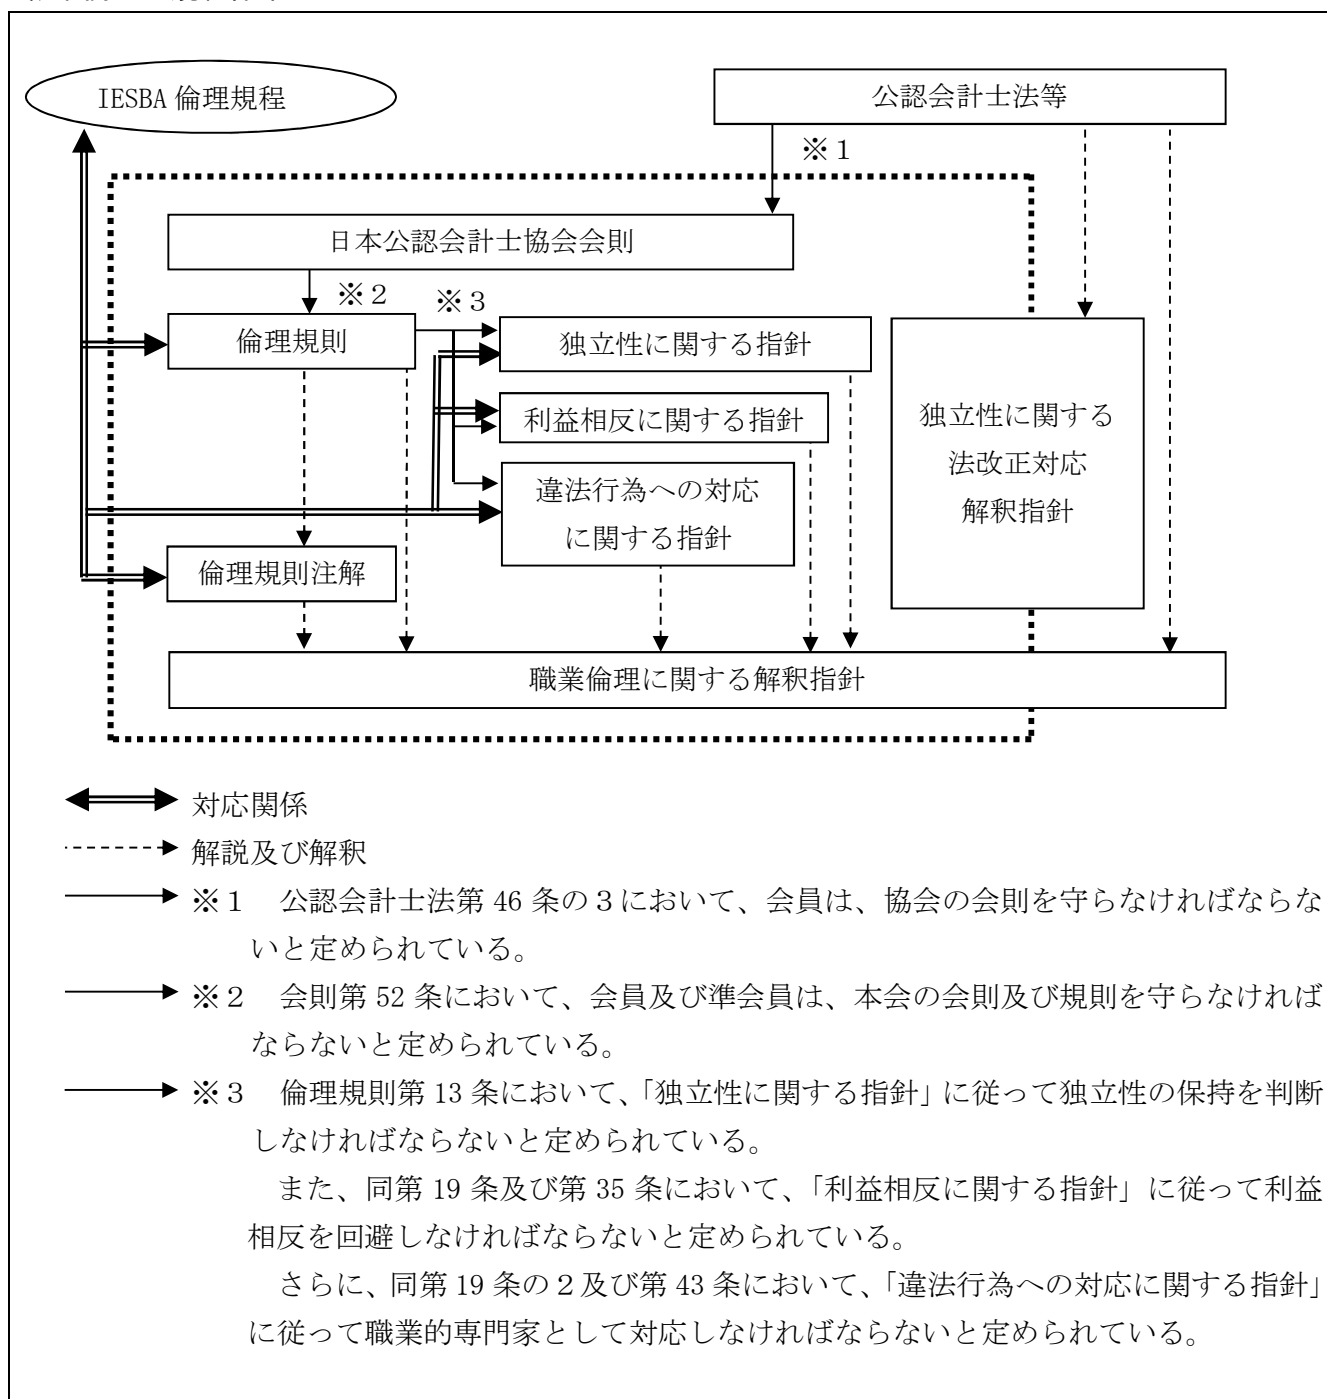 IESBA 倫理規程
公認会計士法等
※１
日本公認会計士協会会則
※２
※３
倫理規則
独立性に関する指針
利益相反に関する指針
違法行為への対応
に関する指針
独立性に関する
法改正対応
解釈指針
倫理規則注解
職業倫理に関する解釈指針
対応関係
解説及び解釈
※１　公認会計士法第 46 条の３において、会員は、協会の会則を守らなければならな
いと定められている。
※２　会則第 52 条において、会員及び準会員は、本会の会則及び規則を守らなければ
ならないと定められている。
※３　倫理規則第 13 条において、「独立性に関する指針」に従って独立性の保持を判断
しなければならないと定められている。
また、同第 19 条及び第 35 条において、「利益相反に関する指針」に従って利益
相反を回避しなければならないと定められている。
さらに、同第 19 条の２及び第 43 条において、「違法行為への対応に関する指針」
に従って職業的専門家として対応しなければならないと定められている。